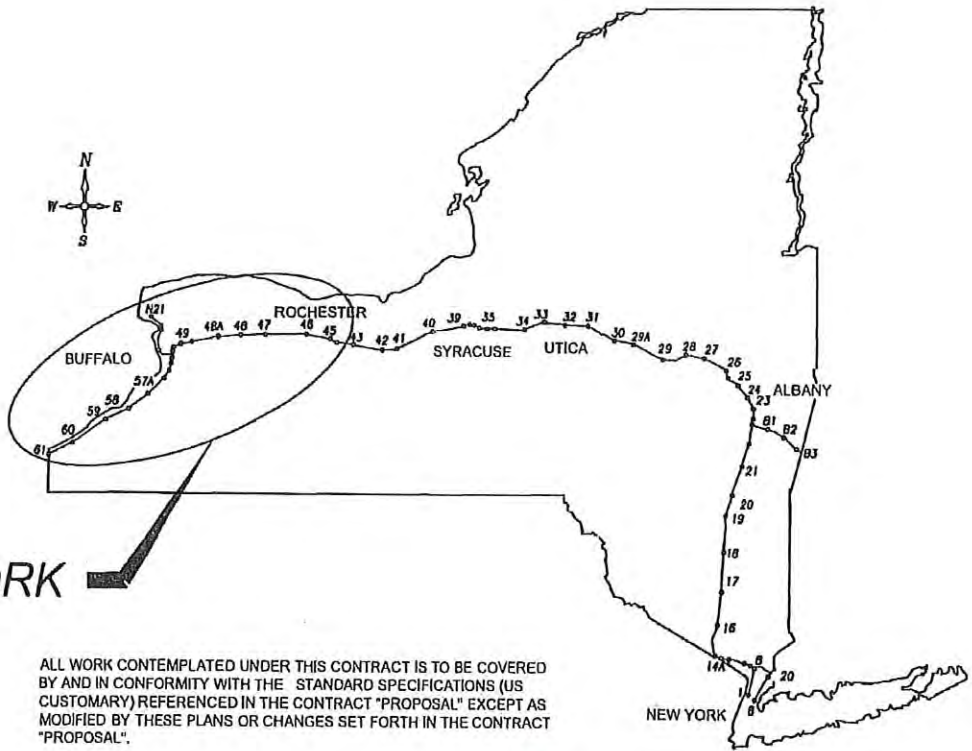 N
W E
S
N21
ROCHESTER
49 48A 48 47 46 45 43 42 41 40 39 35 34 33 32 31 30 29A 29 28 27 26 25 24 23
BUFFALO
SYRACUSE
UTICA
ALBANY
57A
58
59
60
61
B1 B2 B3
21
20
19
18
17
16
14A 8 20
1 8
NEW YORK
RK
ALL WORK CONTEMPLATED UNDER THIS CONTRACT IS TO BE COVERED
BY AND IN CONFORMITY WITH THE STANDARD SPECIFICATIONS (US
CUSTOMARY) REFERENCED IN THE CONTRACT "PROPOSAL" EXCEPT AS
MODIFIED BY THESE PLANS OR CHANGES SET FORTH IN THE CONTRACT
"PROPOSAL".